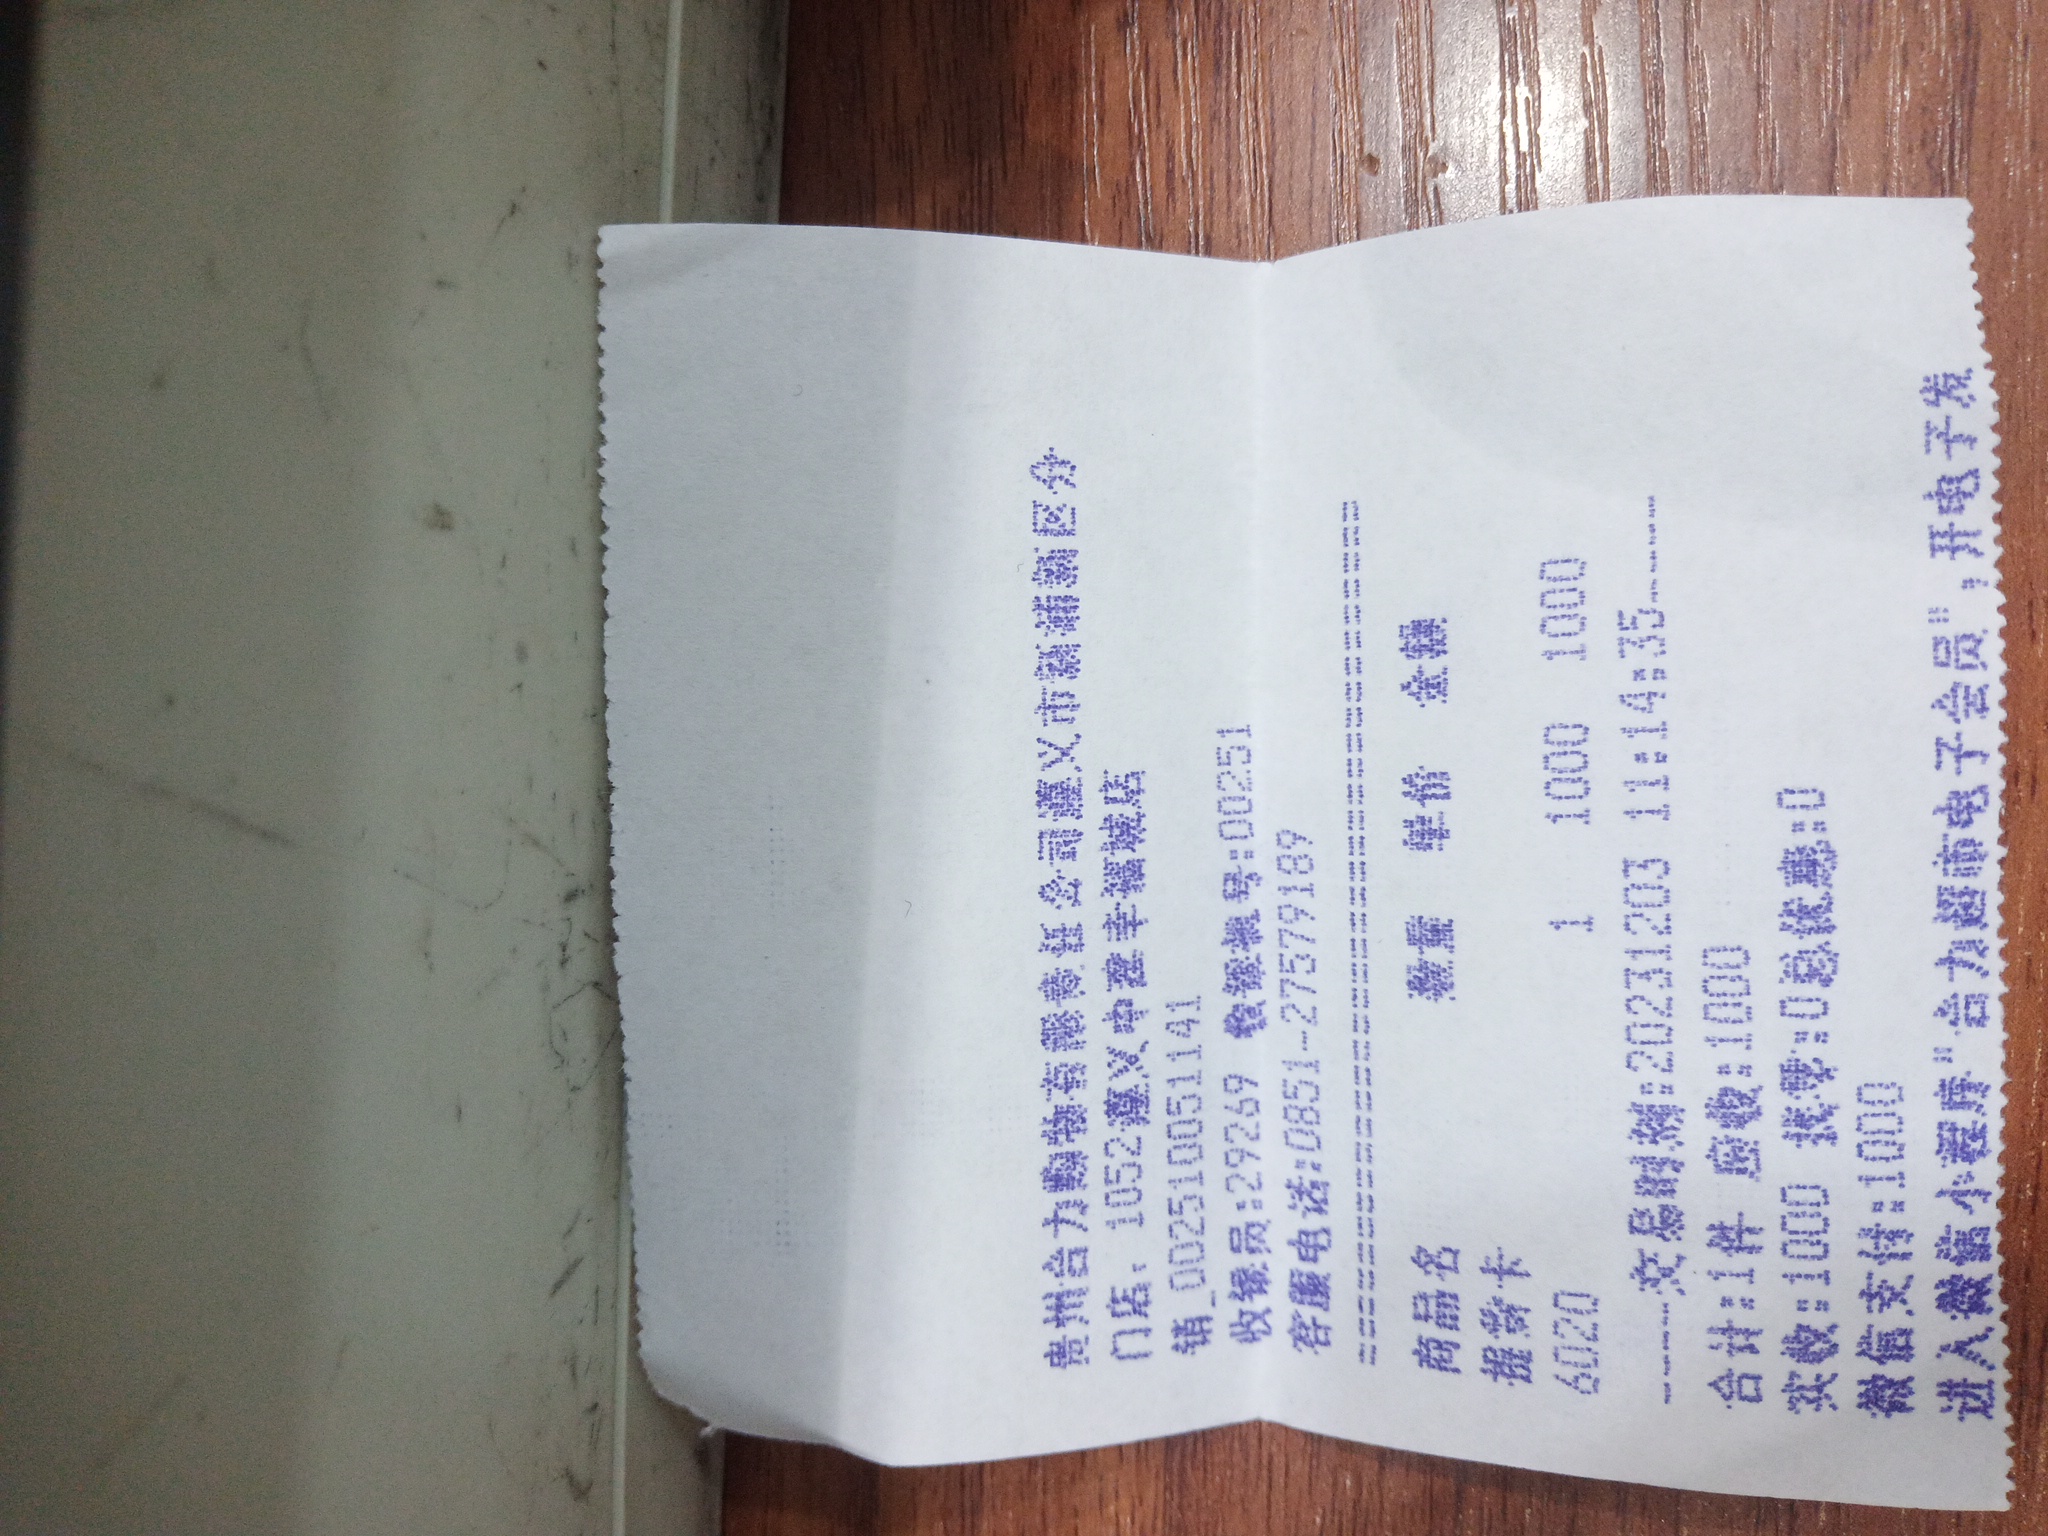 贵州合力购物有限责任公司遵义市新浦新区分
门店: 1052遵义中建幸福城店
销_002510051141
收银员:29269 收银机号:00251
客服电话:0851-27579189
================================
商品名 数量 单价 金额
提货卡
6020 1 1000 1000
------交易时刻:20231203 11:14:35------
合计:1件 应收:1000
实收:1000 找零:0总优惠:0
微信支付:1000
进入微信小程序"合力超市电子会员",开电子发